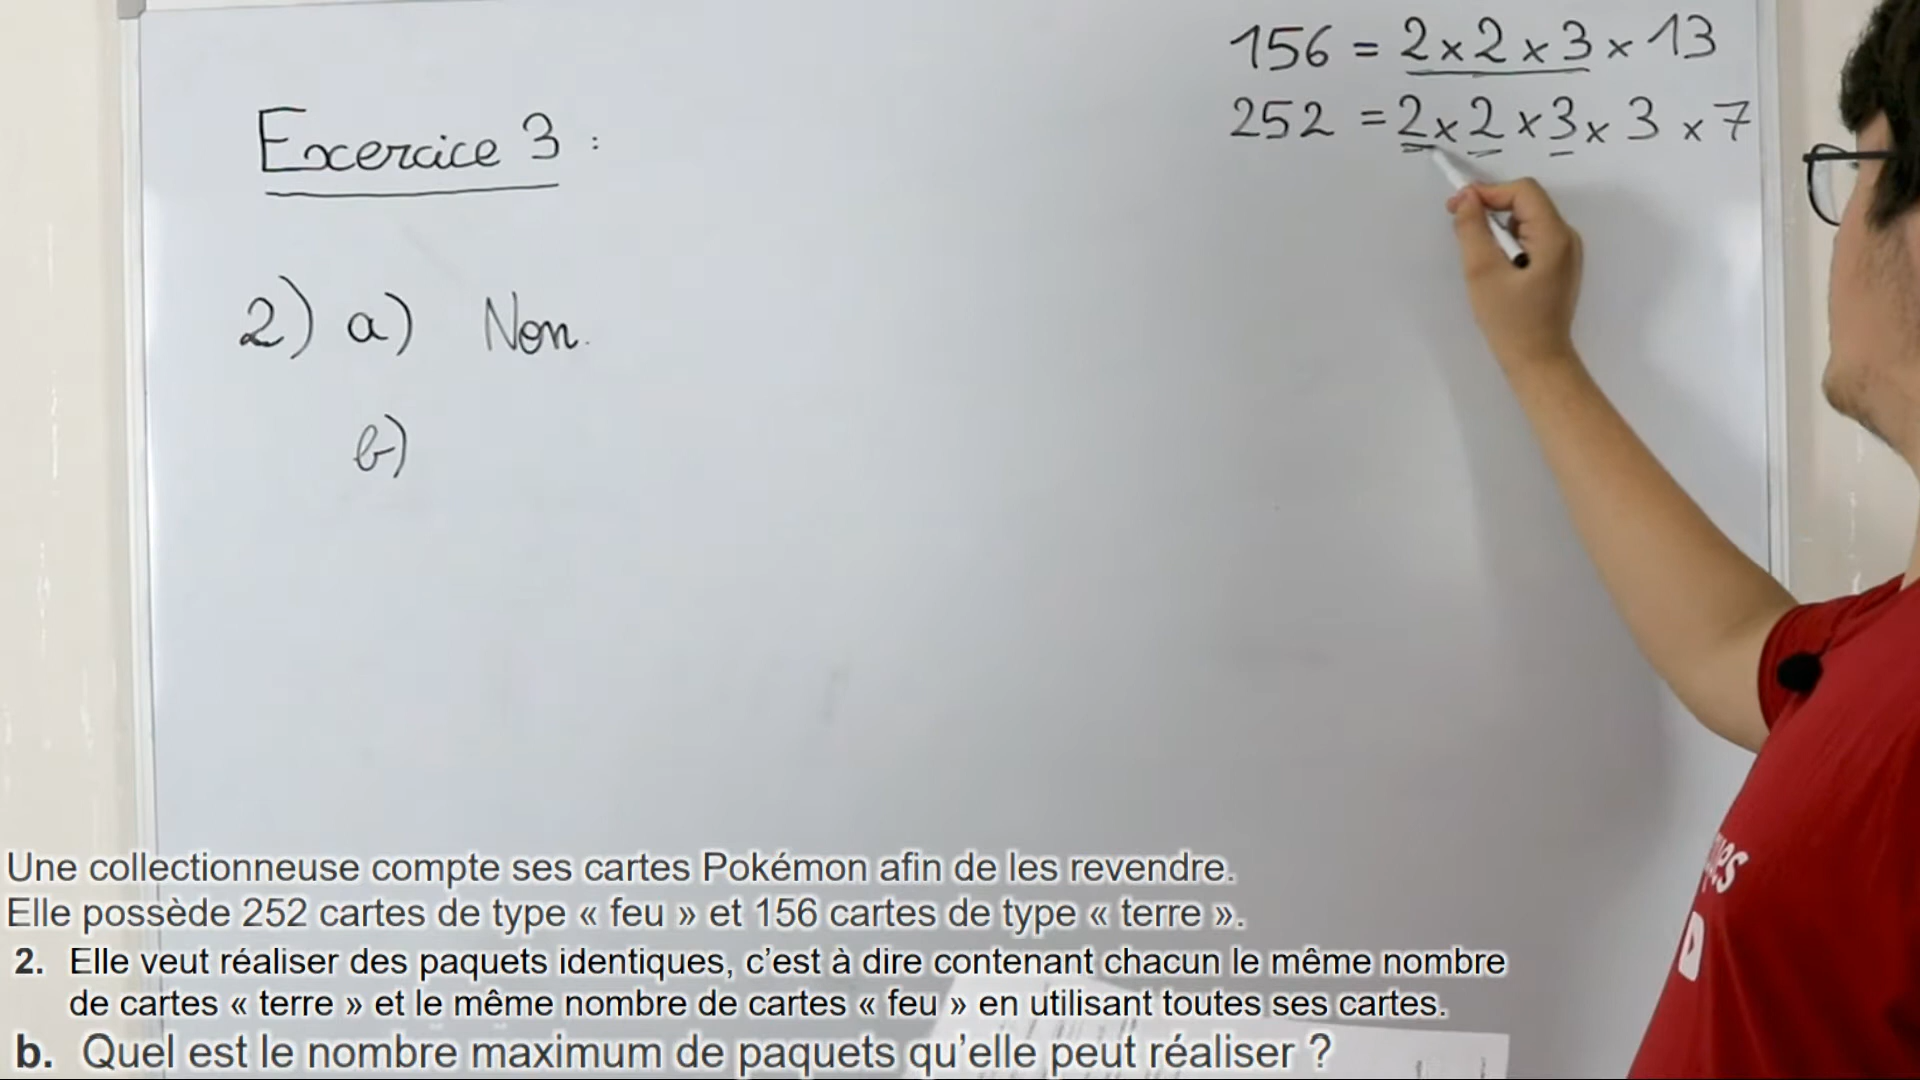 156 = 2 × 2 × 3 × 13
252 = 2 × 2 × 3 × 3 × 7
Exercice 3 :
2) a) Non.
b)
Une collectionneuse compte ses cartes Pokémon afin de les revendre.
Elle possède 252 cartes de type « feu » et 156 cartes de type « terre ».
2. Elle veut réaliser des paquets identiques, c’est à dire contenant chacun le même nombre
de cartes « terre » et le même nombre de cartes « feu » en utilisant toutes ses cartes.
b. Quel est le nombre maximum de paquets qu’elle peut réaliser ?